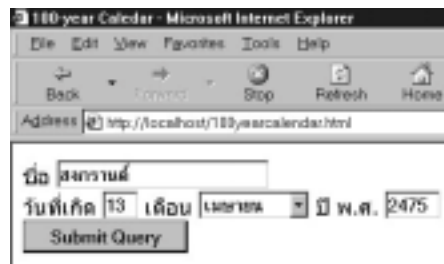 100 year Caledar - Microsoft Internet Explorer
File Edit View Favorites Tools Help
Back Forward Stop Refresh Home
Address http://localhost/100yearcalendar.html
ชื่อ สงกรานต์
วันที่เกิด 13 เดือน เมษายน ปี พ.ศ. 2475
Submit Query